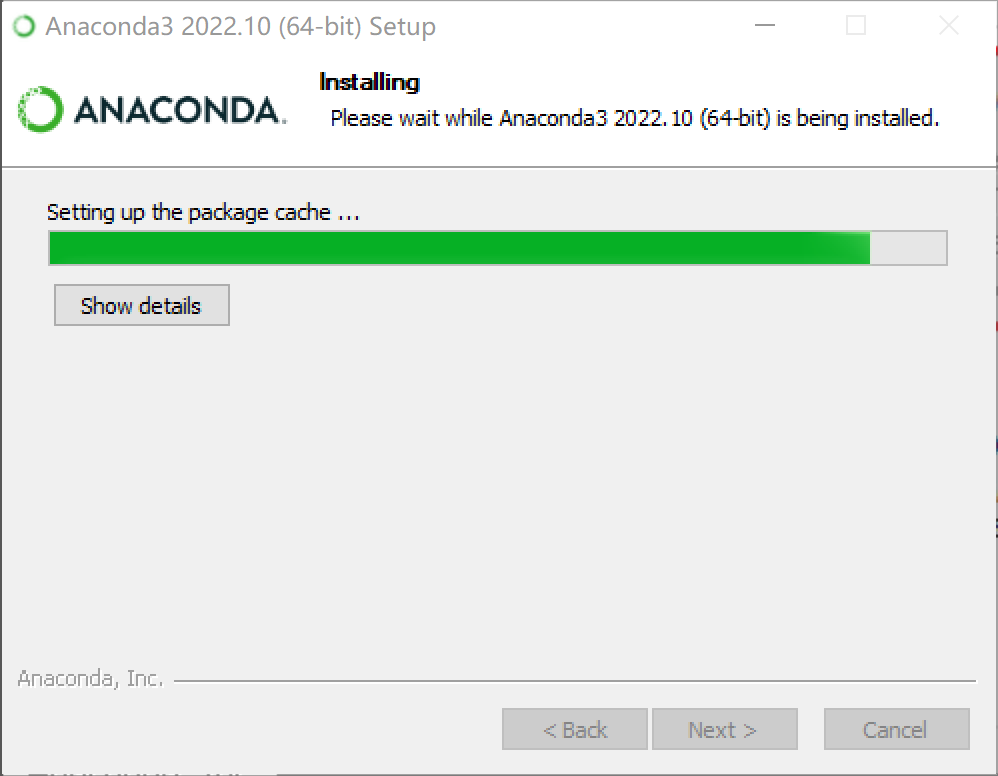 Anaconda3 2022.10 (64-bit) Setup
ANACONDA.
Installing
Please wait while Anaconda3 2022.10 (64-bit) is being installed.
Setting up the package cache ...
Show details
Anaconda, Inc.
< Back
Next >
Cancel